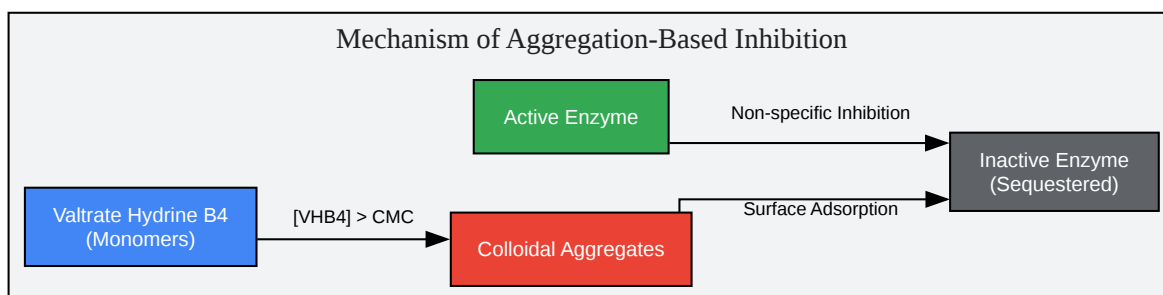 Mechanism of Aggregation-Based Inhibition
Active Enzyme
Non-specific Inhibition
Inactive Enzyme
(Sequestered)
Valtrate Hydrine B4
(Monomers)
[VHB4] > CMC
Colloidal Aggregates
Surface Adsorption